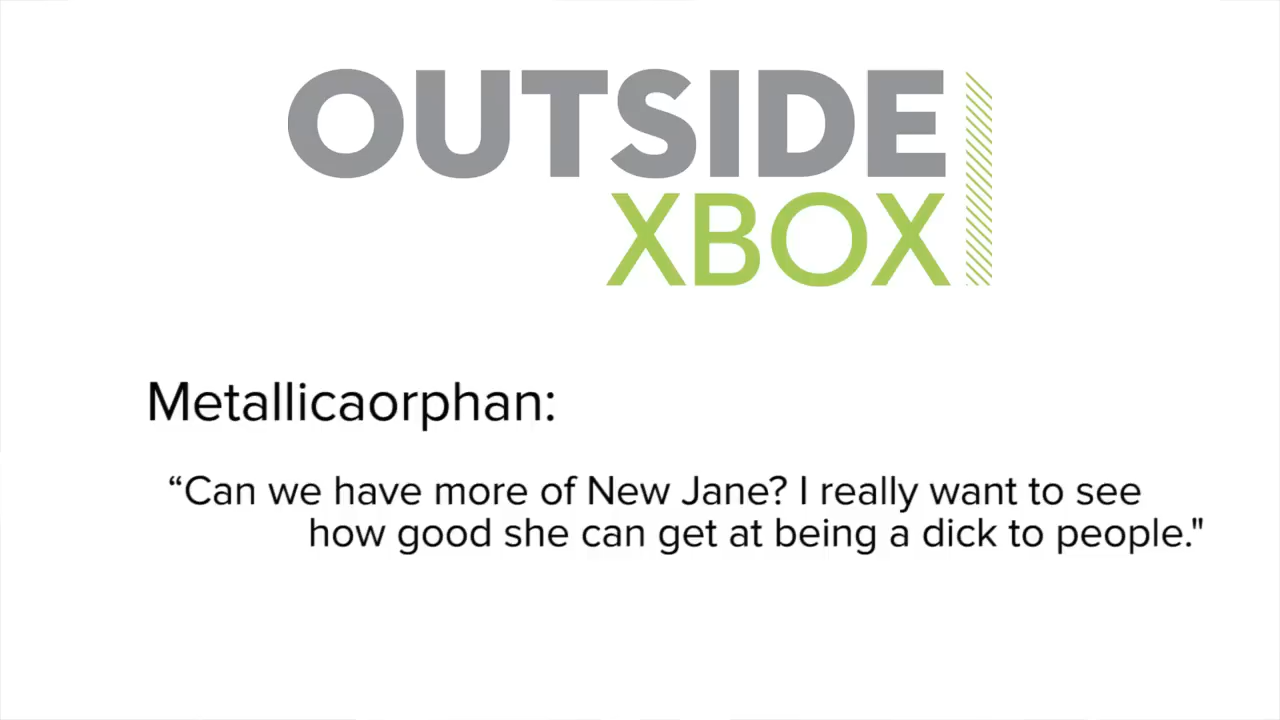 OUTSIDE
XBOX
Metallicaorphan:
“Can we have more of New Jane? I really want to see
how good she can get at being a dick to people."